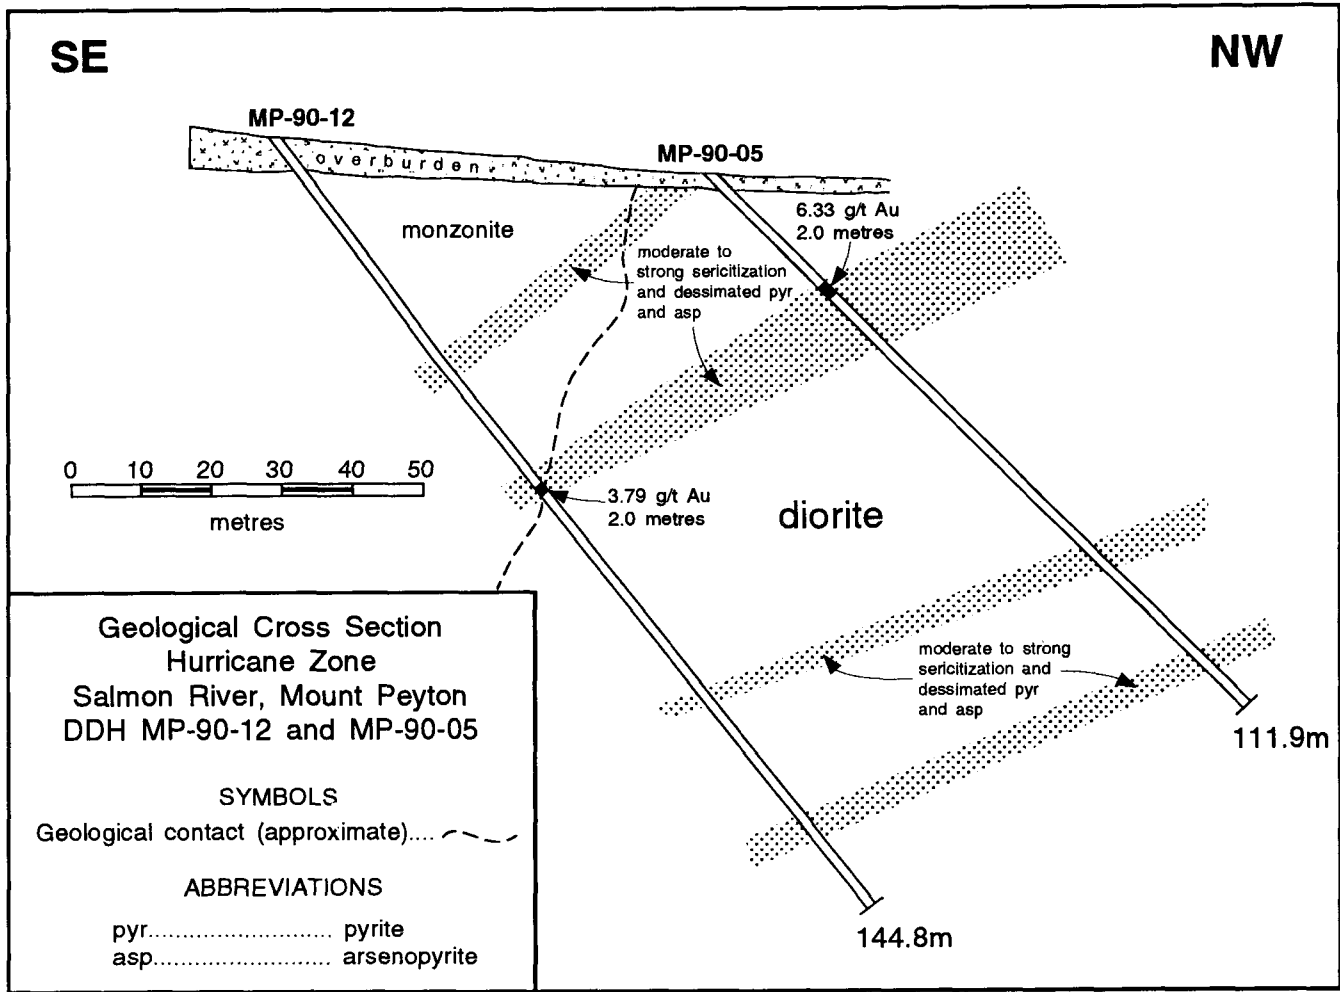 SE
NW
MP-90-12
overburden
MP-90-05
6.33 g/t Au
2.0 metres
monzonite
moderate to
strong sericitization
and dessimated pyr
and asp
0 10 20 30 40 50
metres
3.79 g/t Au
2.0 metres
diorite
moderate to strong
sericitization and
dessimated pyr
and asp
111.9m
144.8m
Geological Cross Section
Hurricane Zone
Salmon River, Mount Peyton
DDH MP-90-12 and MP-90-05
SYMBOLS
Geological contact (approximate)....
ABBREVIATIONS
pyr........................... pyrite
asp.......................... arsenopyrite